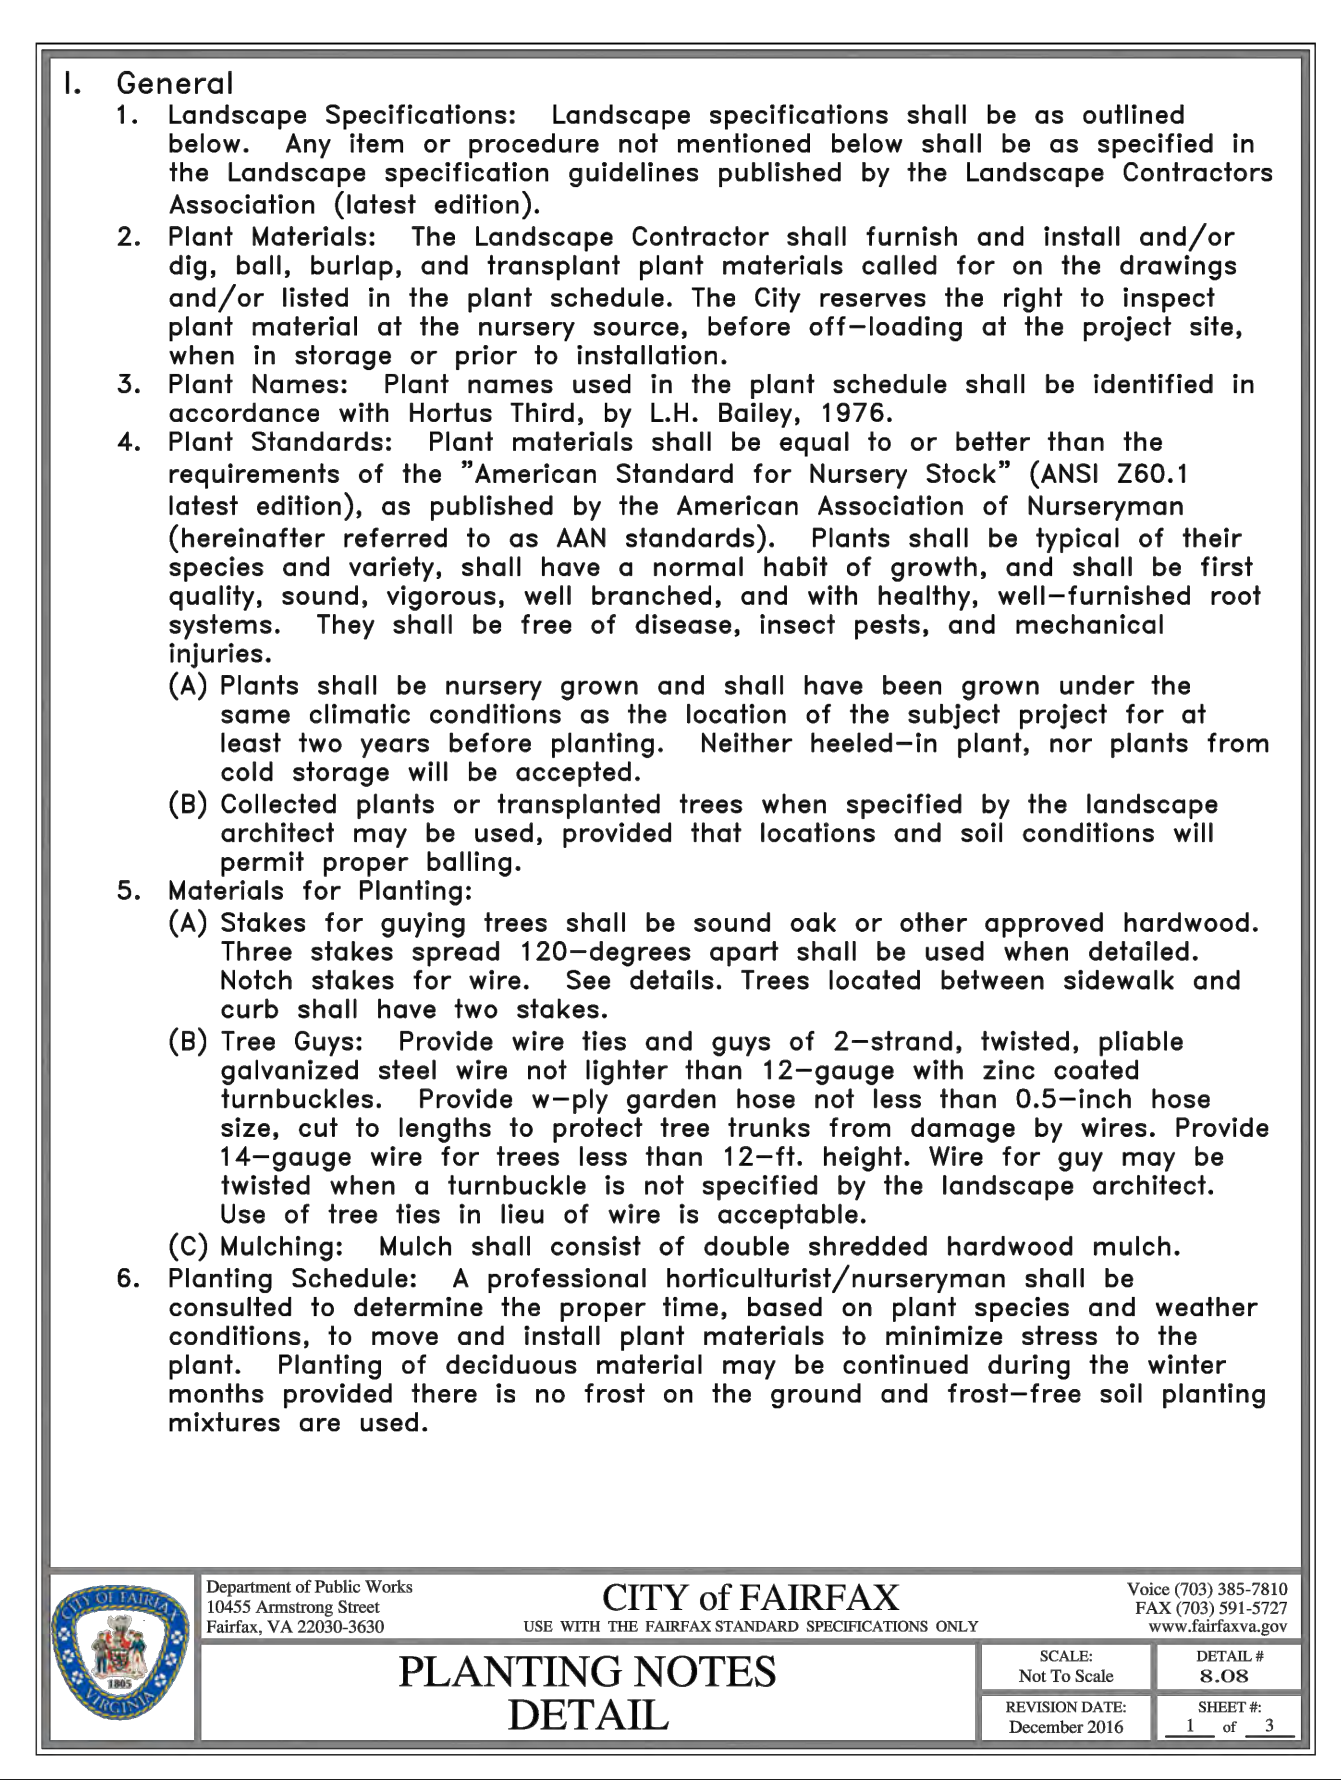 I. General
1. Landscape Specifications: Landscape specifications shall be as outlined
below. Any item or procedure not mentioned below shall be as specified in
the Landscape specification guidelines published by the Landscape Contractors
Association (latest edition).
2. Plant Materials: The Landscape Contractor shall furnish and install and/or
dig, ball, burlap, and transplant plant materials called for on the drawings
and/or listed in the plant schedule. The City reserves the right to inspect
plant material at the nursery source, before off-loading at the project site,
when in storage or prior to installation.
3. Plant Names: Plant names used in the plant schedule shall be identified in
accordance with Hortus Third, by L.H. Bailey, 1976.
4. Plant Standards: Plant materials shall be equal to or better than the
requirements of the "American Standard for Nursery Stock" (ANSI Z60.1
latest edition), as published by the American Association of Nurseryman
(hereinafter referred to as AAN standards). Plants shall be typical of their
species and variety, shall have a normal habit of growth, and shall be first
quality, sound, vigorous, well branched, and with healthy, well-furnished root
systems. They shall be free of disease, insect pests, and mechanical
injuries.
(A) Plants shall be nursery grown and shall have been grown under the
same climatic conditions as the location of the subject project for at
least two years before planting. Neither heeled-in plant, nor plants from
cold storage will be accepted.
(B) Collected plants or transplanted trees when specified by the landscape
architect may be used, provided that locations and soil conditions will
permit proper balling.
5. Materials for Planting:
(A) Stakes for guying trees shall be sound oak or other approved hardwood.
Three stakes spread 120-degrees apart shall be used when detailed.
Notch stakes for wire. See details. Trees located between sidewalk and
curb shall have two stakes.
(B) Tree Guys: Provide wire ties and guys of 2-strand, twisted, pliable
galvanized steel wire not lighter than 12-gauge with zinc coated
turnbuckles. Provide w-ply garden hose not less than 0.5-inch hose
size, cut to lengths to protect tree trunks from damage by wires. Provide
14-gauge wire for trees less than 12-ft. height. Wire for guy may be
twisted when a turnbuckle is not specified by the landscape architect.
Use of tree ties in lieu of wire is acceptable.
(C) Mulching: Mulch shall consist of double shredded hardwood mulch.
6. Planting Schedule: A professional horticulturist/nurseryman shall be
consulted to determine the proper time, based on plant species and weather
conditions, to move and install plant materials to minimize stress to the
plant. Planting of deciduous material may be continued during the winter
months provided there is no frost on the ground and frost-free soil planting
mixtures are used.
CITY OF FAIRFAX
1805
VIRGINIA
Department of Public Works
10455 Armstrong Street
Fairfax, VA 22030-3630
CITY of FAIRFAX
USE WITH THE FAIRFAX STANDARD SPECIFICATIONS ONLY
Voice (703) 385-7810
FAX (703) 591-5727
www.fairfaxva.gov
PLANTING NOTES
DETAIL
SCALE:
Not To Scale
DETAIL #
8.08
REVISION DATE:
December 2016
SHEET #:
1 of 3